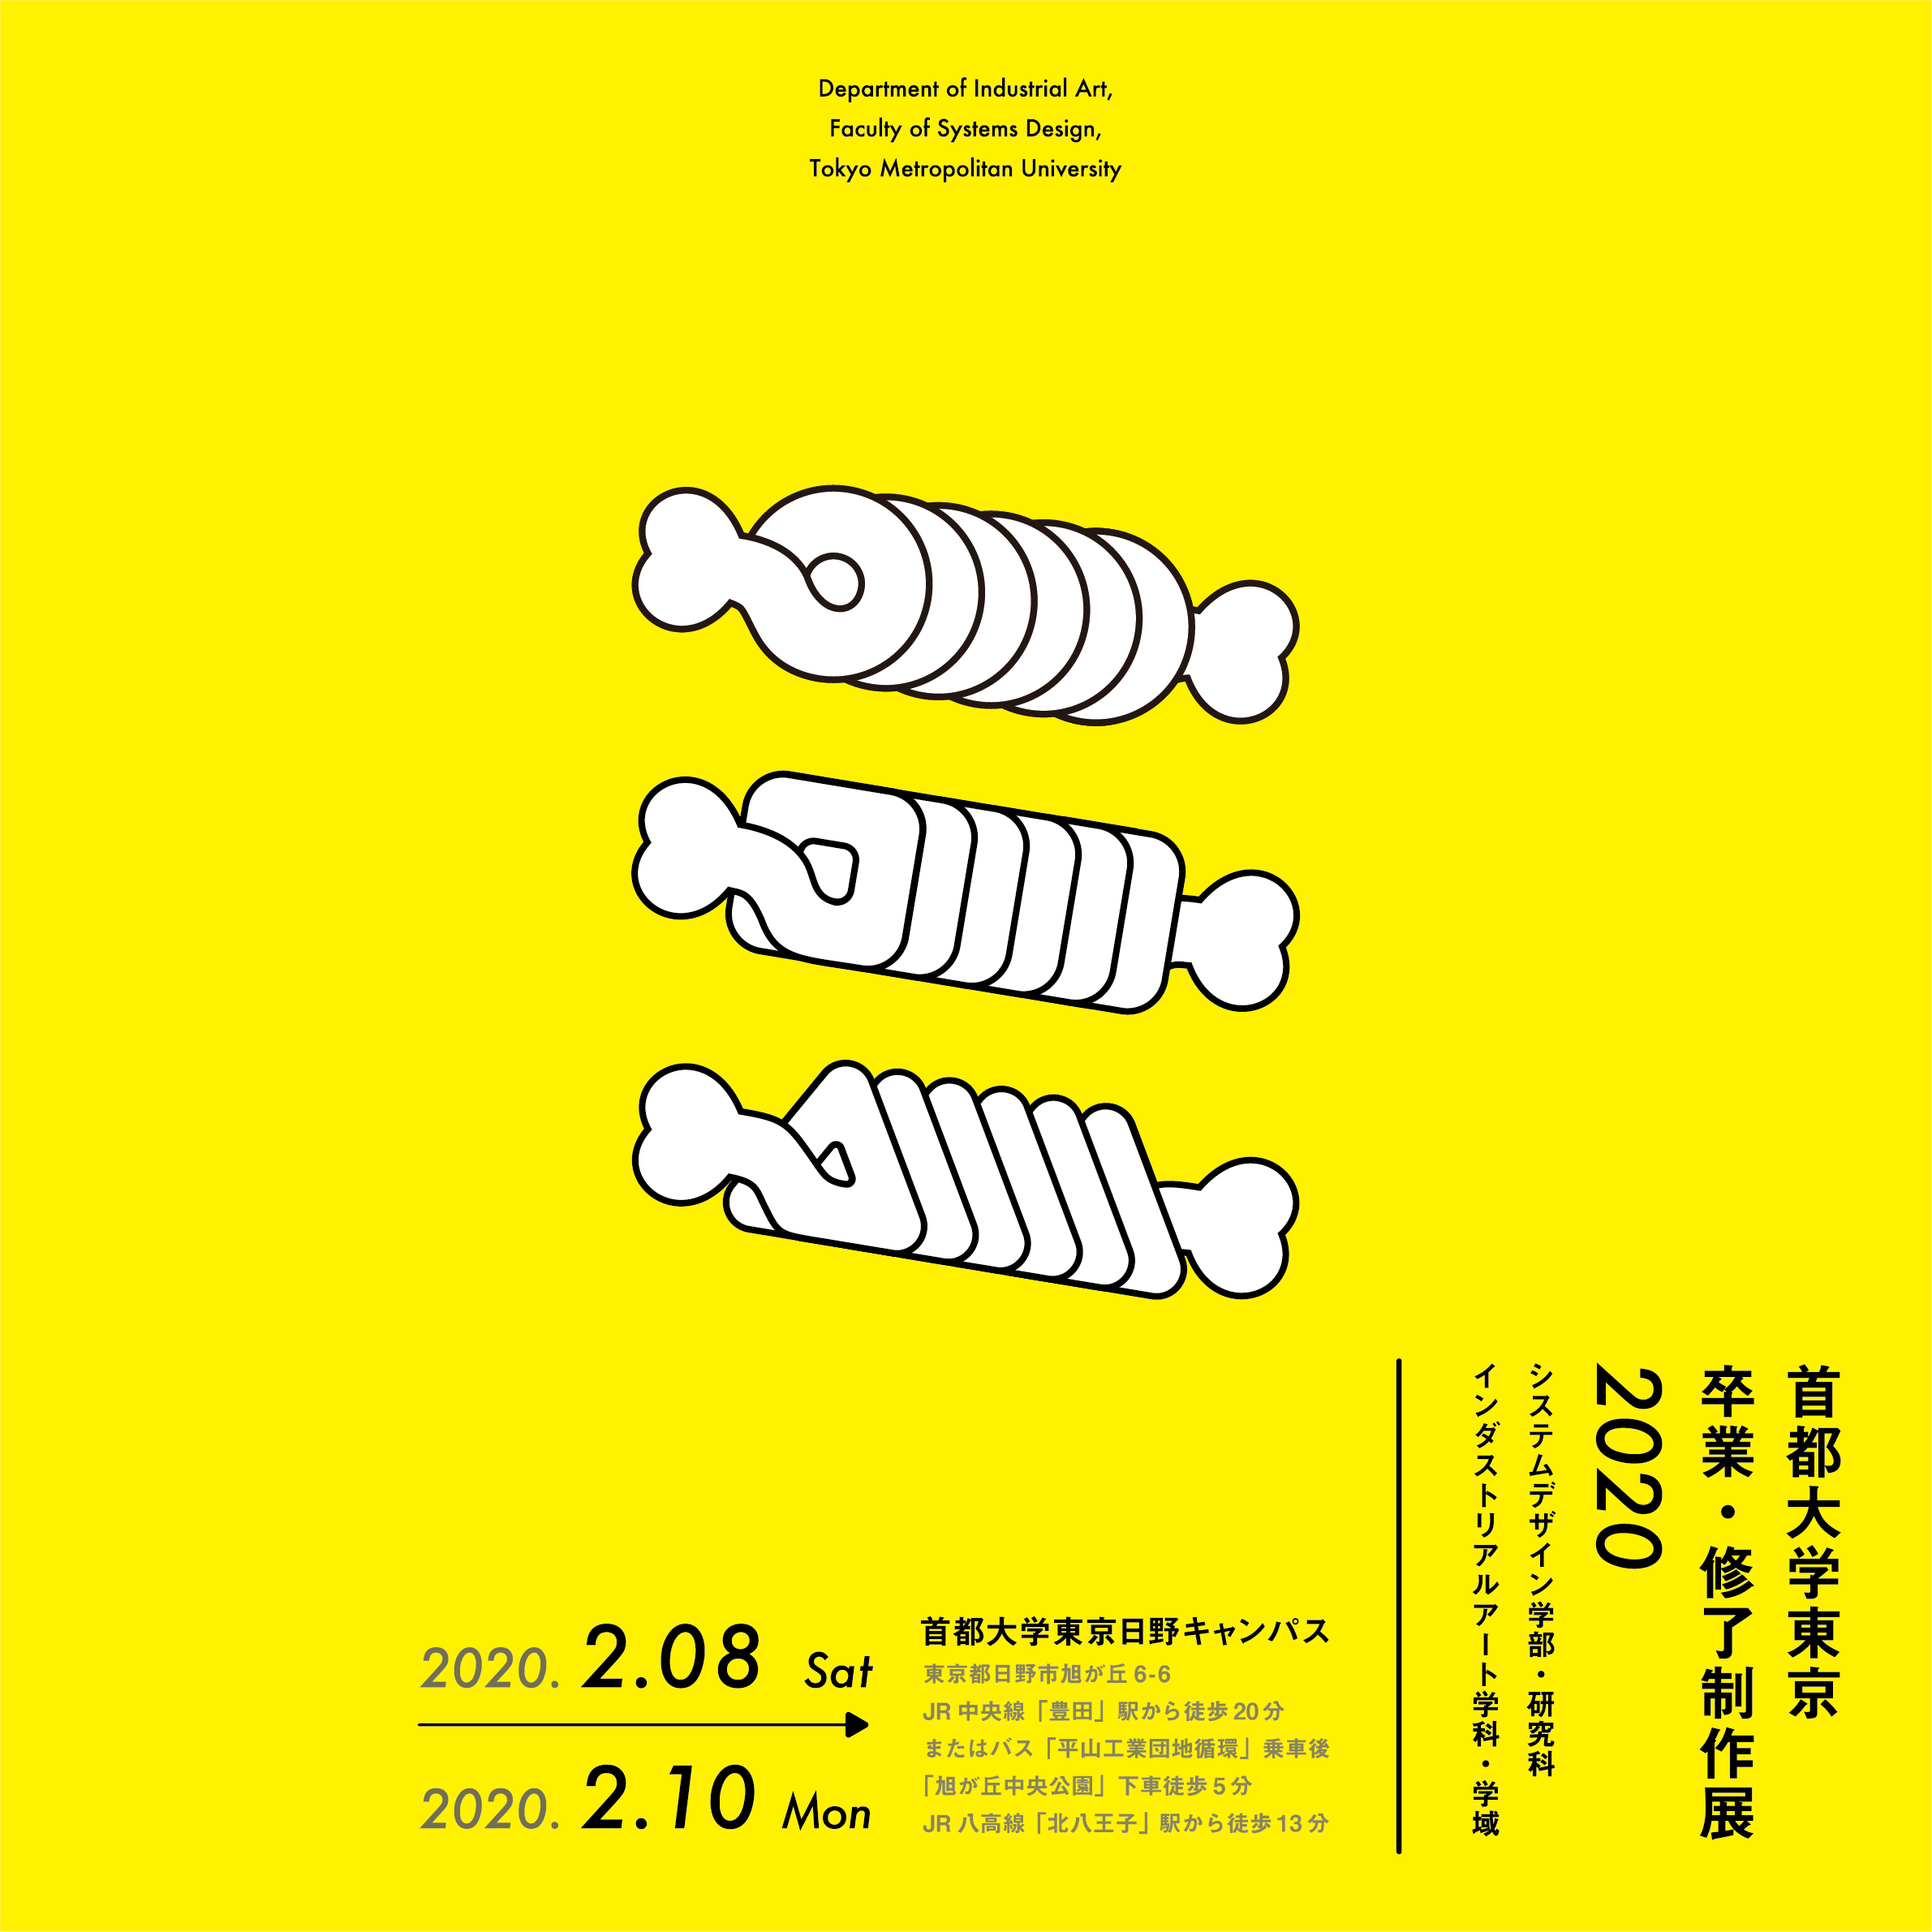 Department of Industrial Art,
Faculty of Systems Design,
Tokyo Metropolitan University
首都大学東京
卒業・修了制作展
2020
システムデザイン学部・研究科
インダストリアルアート学科・学域
2020. 2.08 Sat
2020. 2.10 Mon
首都大学東京日野キャンパス
東京都日野市旭が丘 6-6
JR 中央線「豊田」駅から徒歩 20 分
またはバス「平山工業団地循環」乗車後
「旭が丘中央公園」下車徒歩 5 分
JR 八高線「北八王子」駅から徒歩 13 分